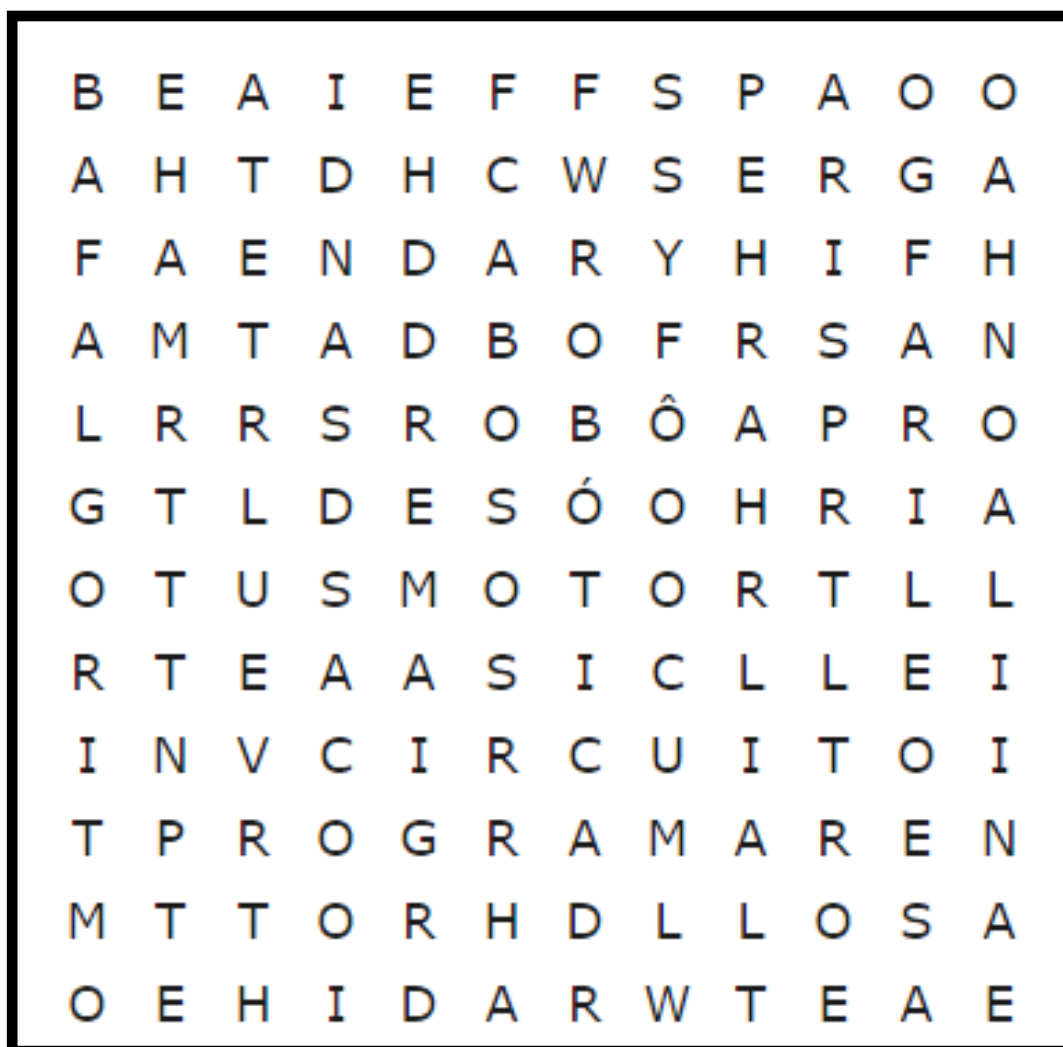 B E A I E F F S P A O O
A H T D H C W S E R G A
F A E N D A R Y H I F H
A M T A D B O F R S A N
L R R S R O B Ô A P R O
G T L D E S Ó O H R I A
O T U S M O T O R T L L
R T E A A S I C L L E I
I N V C I R C U I T O I
T P R O G R A M A R E N
M T T O R H D L L O S A
O E H I D A R W T E A E